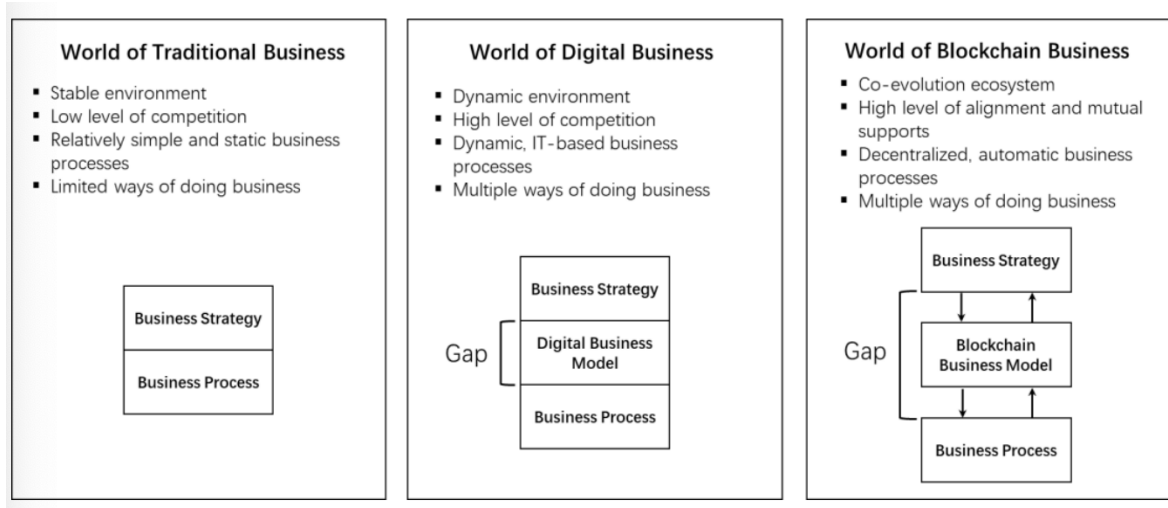 World of Traditional Business
▪ Stable environment
▪ Low level of competition
▪ Relatively simple and static business
processes
▪ Limited ways of doing business
Business Strategy
Business Process
World of Digital Business
▪ Dynamic environment
▪ High level of competition
▪ Dynamic, IT-based business
processes
▪ Multiple ways of doing business
Business Strategy
Gap
Digital Business
Model
Business Process
World of Blockchain Business
▪ Co-evolution ecosystem
▪ High level of alignment and mutual
supports
▪ Decentralized, automatic business
processes
▪ Multiple ways of doing business
Business Strategy
Gap
Blockchain
Business Model
Business Process